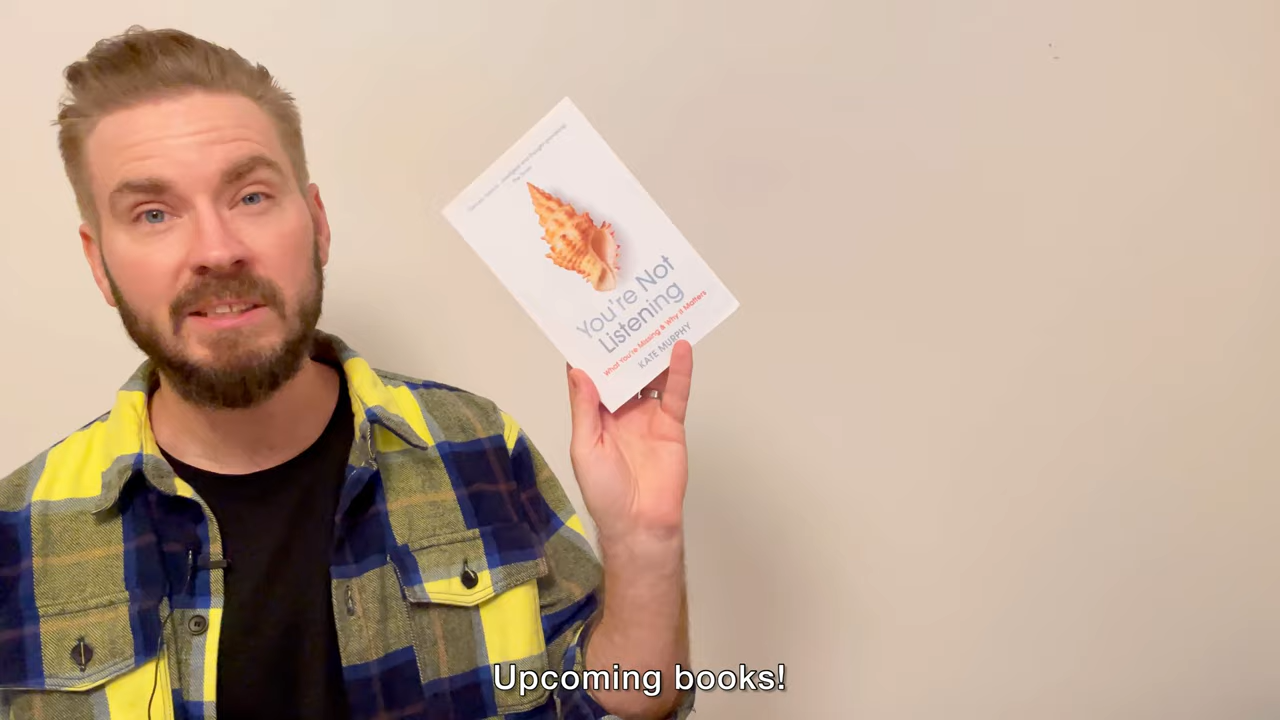 You're Not
Listening
What You're Missing & Why It Matters
KATE MURPHY
Upcoming books!